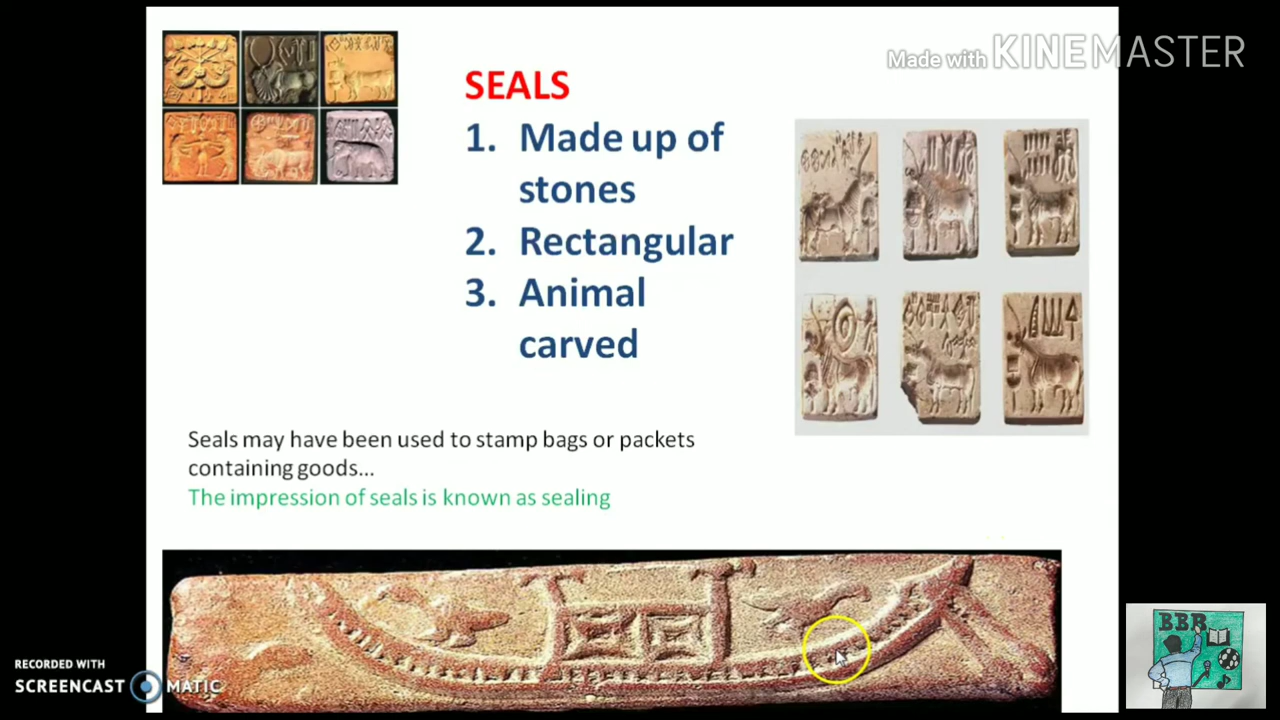 Made with KINEMASTER
SEALS
1. Made up of
stones
2. Rectangular
3. Animal
carved
Seals may have been used to stamp bags or packets
containing goods...
The impression of seals is known as sealing
RECORDED WITH
SCREENCAST MATIC
BBR